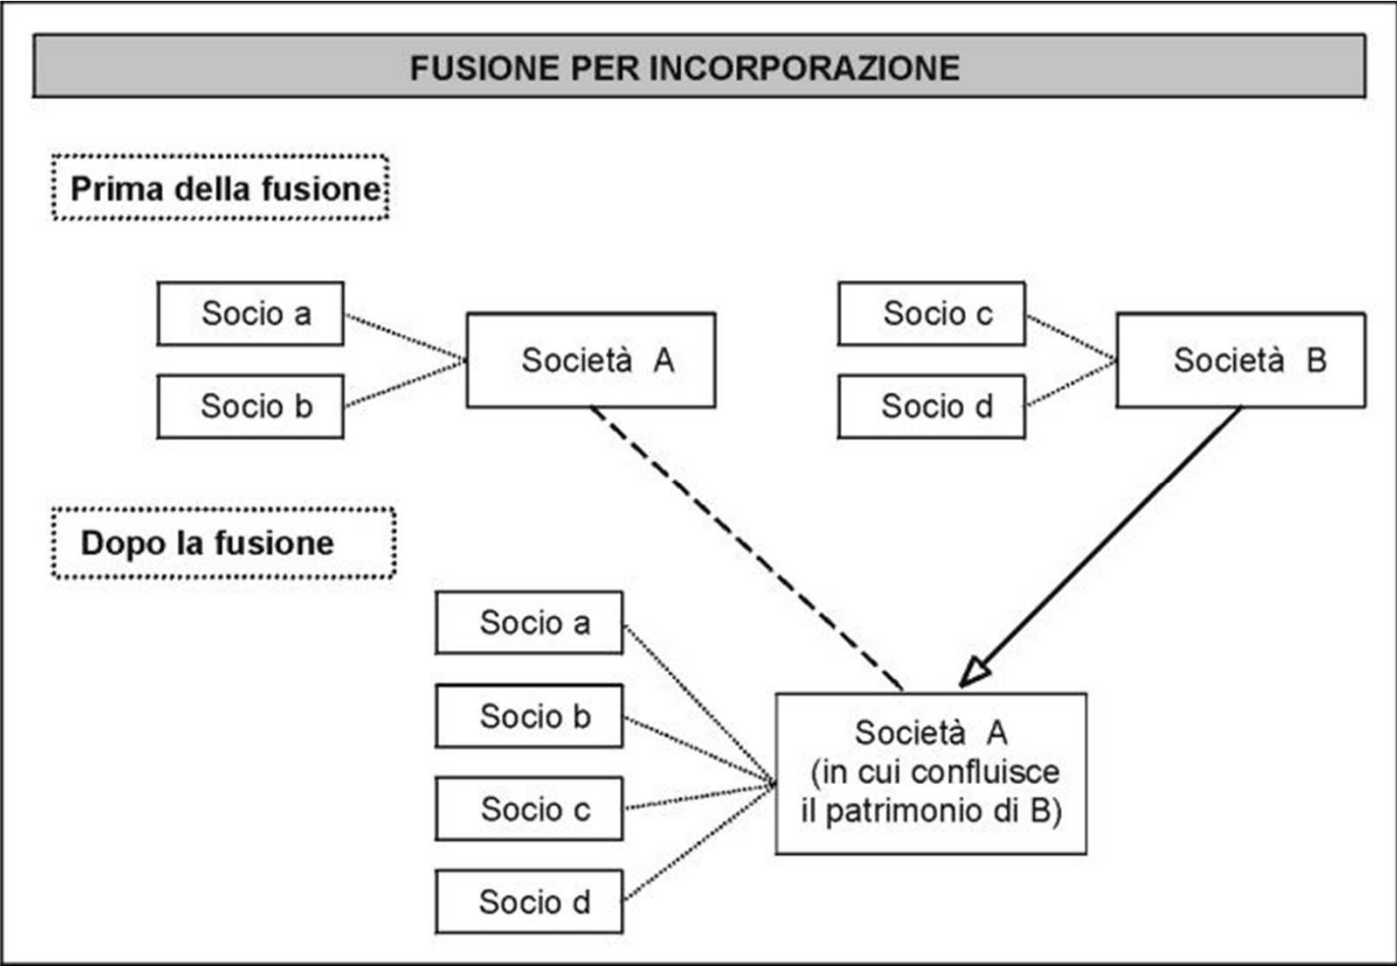 FUSIONE PER INCORPORAZIONE
Prima della fusione
Socio a
Socio b
Società A
Socio c
Socio d
Società B
Dopo la fusione
Socio a
Socio b
Socio c
Socio d
Società A
(in cui confluisce
il patrimonio di B)